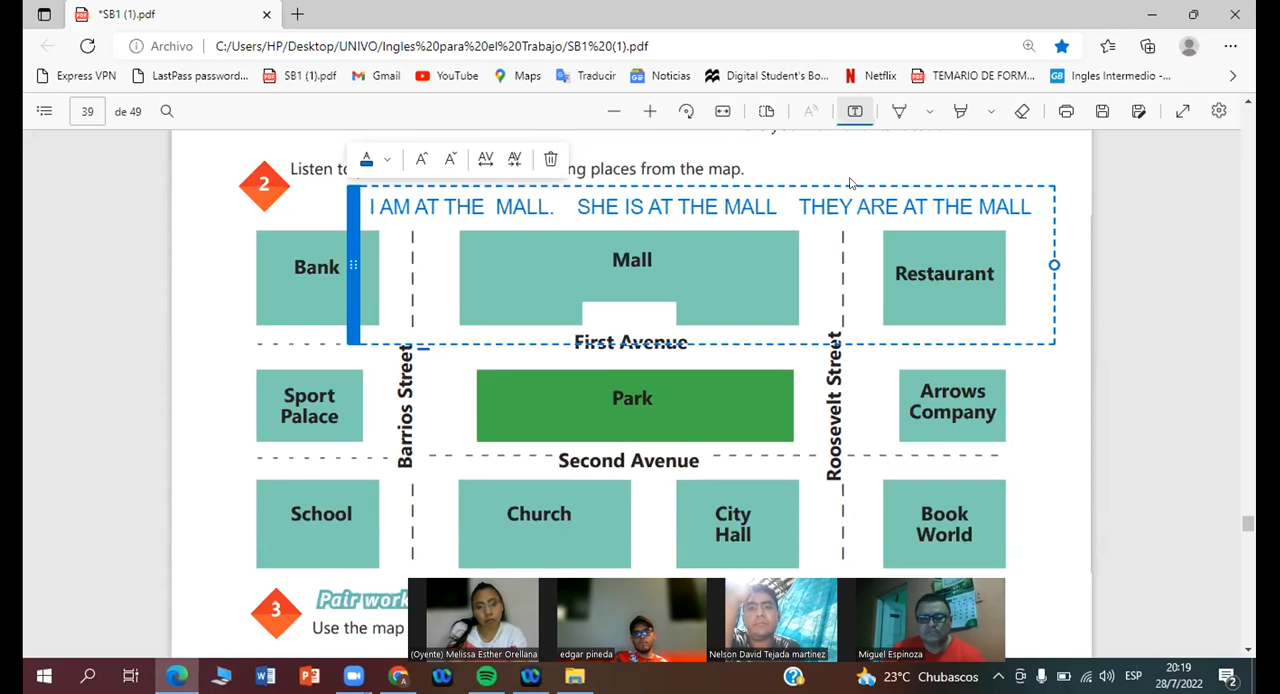 *SB1 (1).pdf
Archivo C:/Users/HP/Desktop/UNIVO/Ingles%20para%20el%20Trabajo/SB1%20(1).pdf
Express VPN LastPass password... SB1 (1).pdf Gmail YouTube Maps Traducir Noticias Digital Student's Bo... Netflix TEMARIO DE FORM... Ingles Intermedio -...
39 de 49
2 Listen to ng places from the map.
I AM AT THE MALL. SHE IS AT THE MALL THEY ARE AT THE MALL
Bank Mall Restaurant
First Avenue
Barrios Street
Roosevelt Street
Sport
Palace
Park
Arrows
Company
Second Avenue
School Church City
Hall
Book
World
3 Pair work
Use the map
(Oyente) Melissa Esther Orellana edgar pineda Nelson David Tejada martinez Miguel Espinoza
23°C Chubascos ESP 20:19
28/7/2022 2